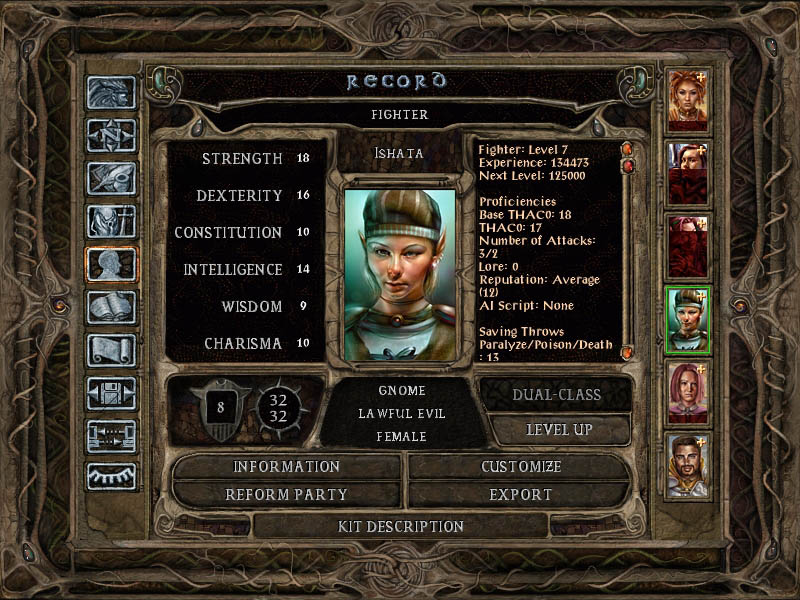 RECORD
FIGHTER
ISHATA
STRENGTH 18
DEXTERITY 16
CONSTITUTION 10
INTELLIGENCE 14
WISDOM 9
CHARISMA 10
Fighter: Level 7
Experience: 134473
Next Level: 125000
Proficiencies
Base THAC0: 18
THAC0: 17
Number of Attacks:
3/2
Lore: 0
Reputation: Average
(12)
AI Script: None
Saving Throws
Paralyze/Poison/Death
: 13
8
32
32
GNOME
LAWFUL EVIL
FEMALE
DUAL-CLASS
LEVEL UP
INFORMATION
CUSTOMIZE
REFORM PARTY
EXPORT
KIT DESCRIPTION